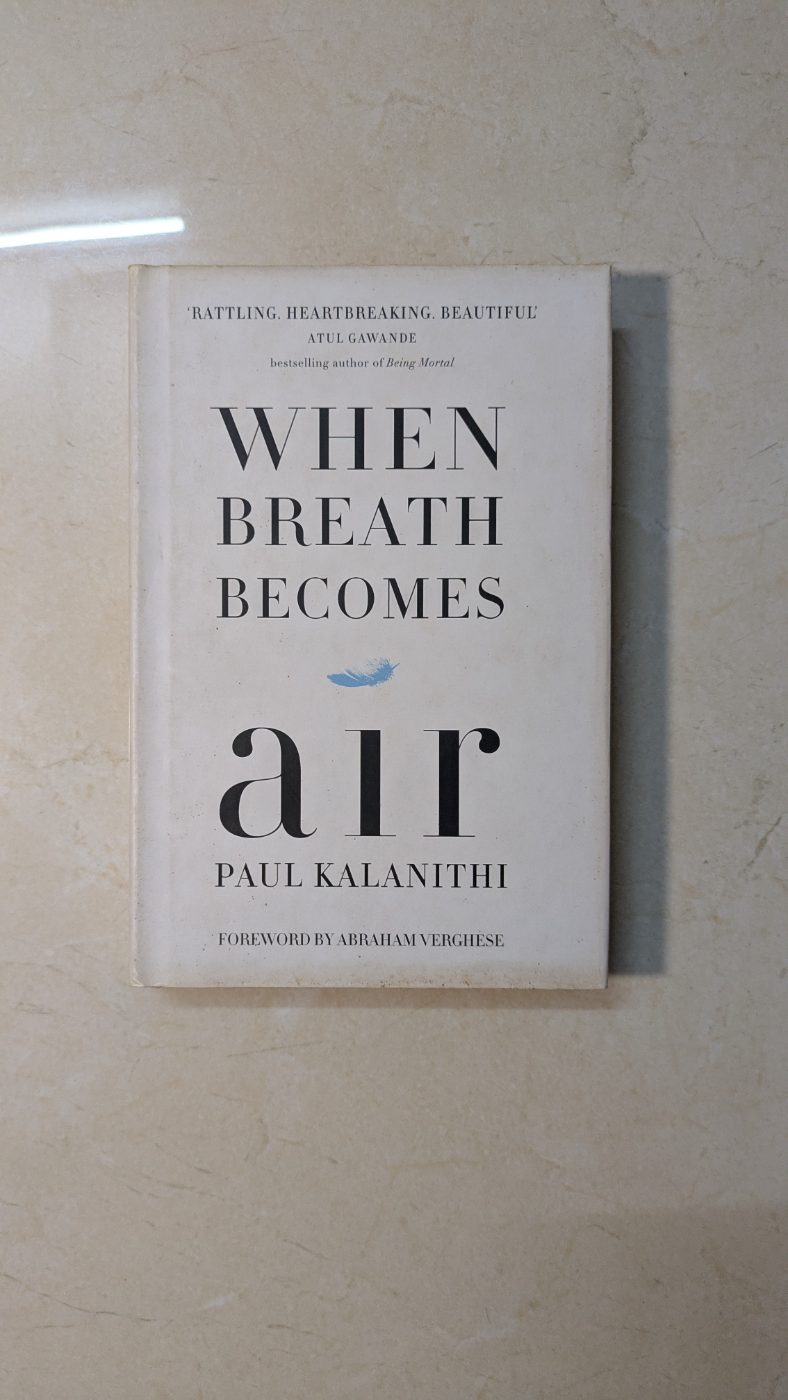 'RATTLING. HEARTBREAKING. BEAUTIFUL'
ATUL GAWANDE
bestselling author of Being Mortal
WHEN
BREATH
BECOMES
aır
PAUL KALANITHI
FOREWORD BY ABRAHAM VERGHESE